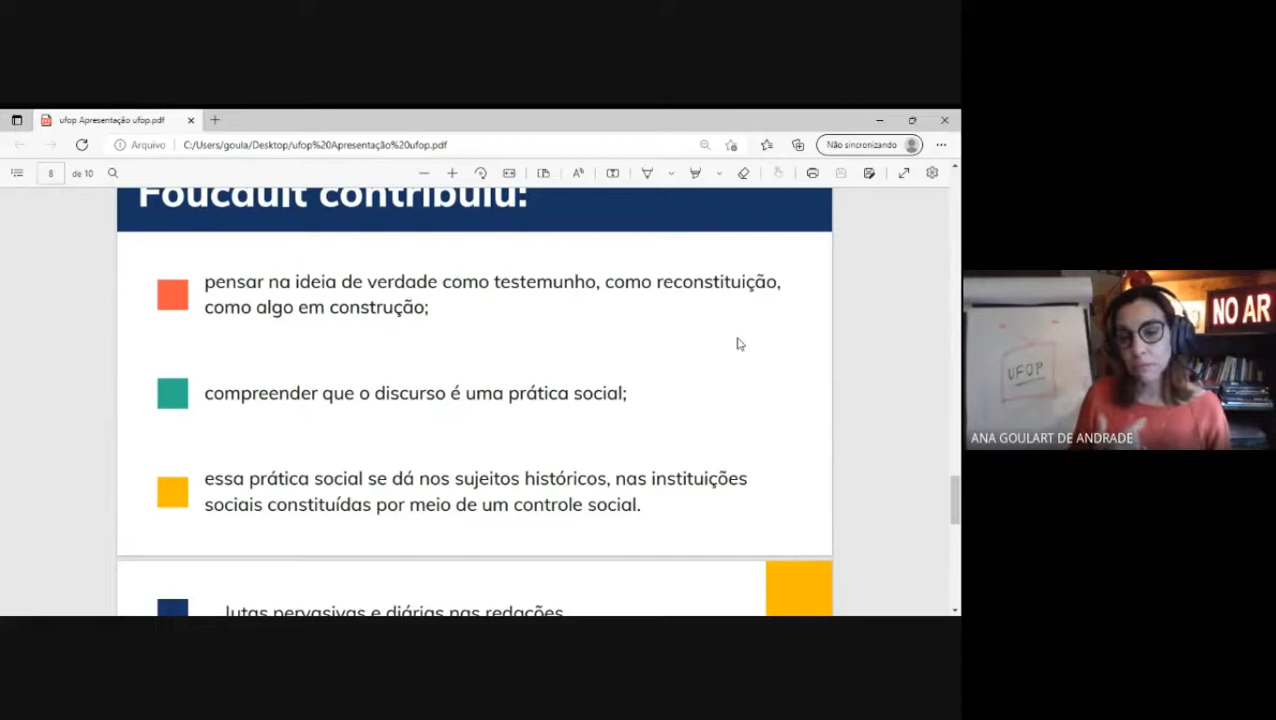 ufop Apresentação ufop.pdf
Arquivo
C:/Users/goula/Desktop/ufop%20Apresentação%20ufop.pdf
Não sincronizando
8
de 10
Foucault contribuiu:
pensar na ideia de verdade como testemunho, como reconstituição,
como algo em construção;
compreender que o discurso é uma prática social;
essa prática social se dá nos sujeitos históricos, nas instituições
sociais constituídas por meio de um controle social.
lutas pervasivas e diárias nas redações
NO AR
UFOP
ANA GOULART DE ANDRADE